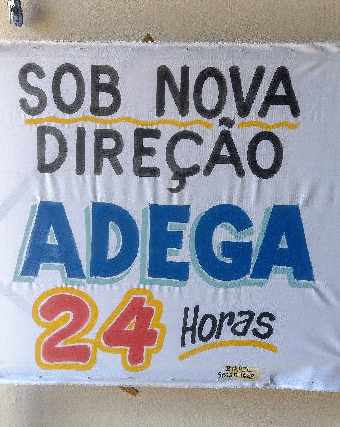 SOB NOVA
DIREÇÃO
ADEGA
24 Horas